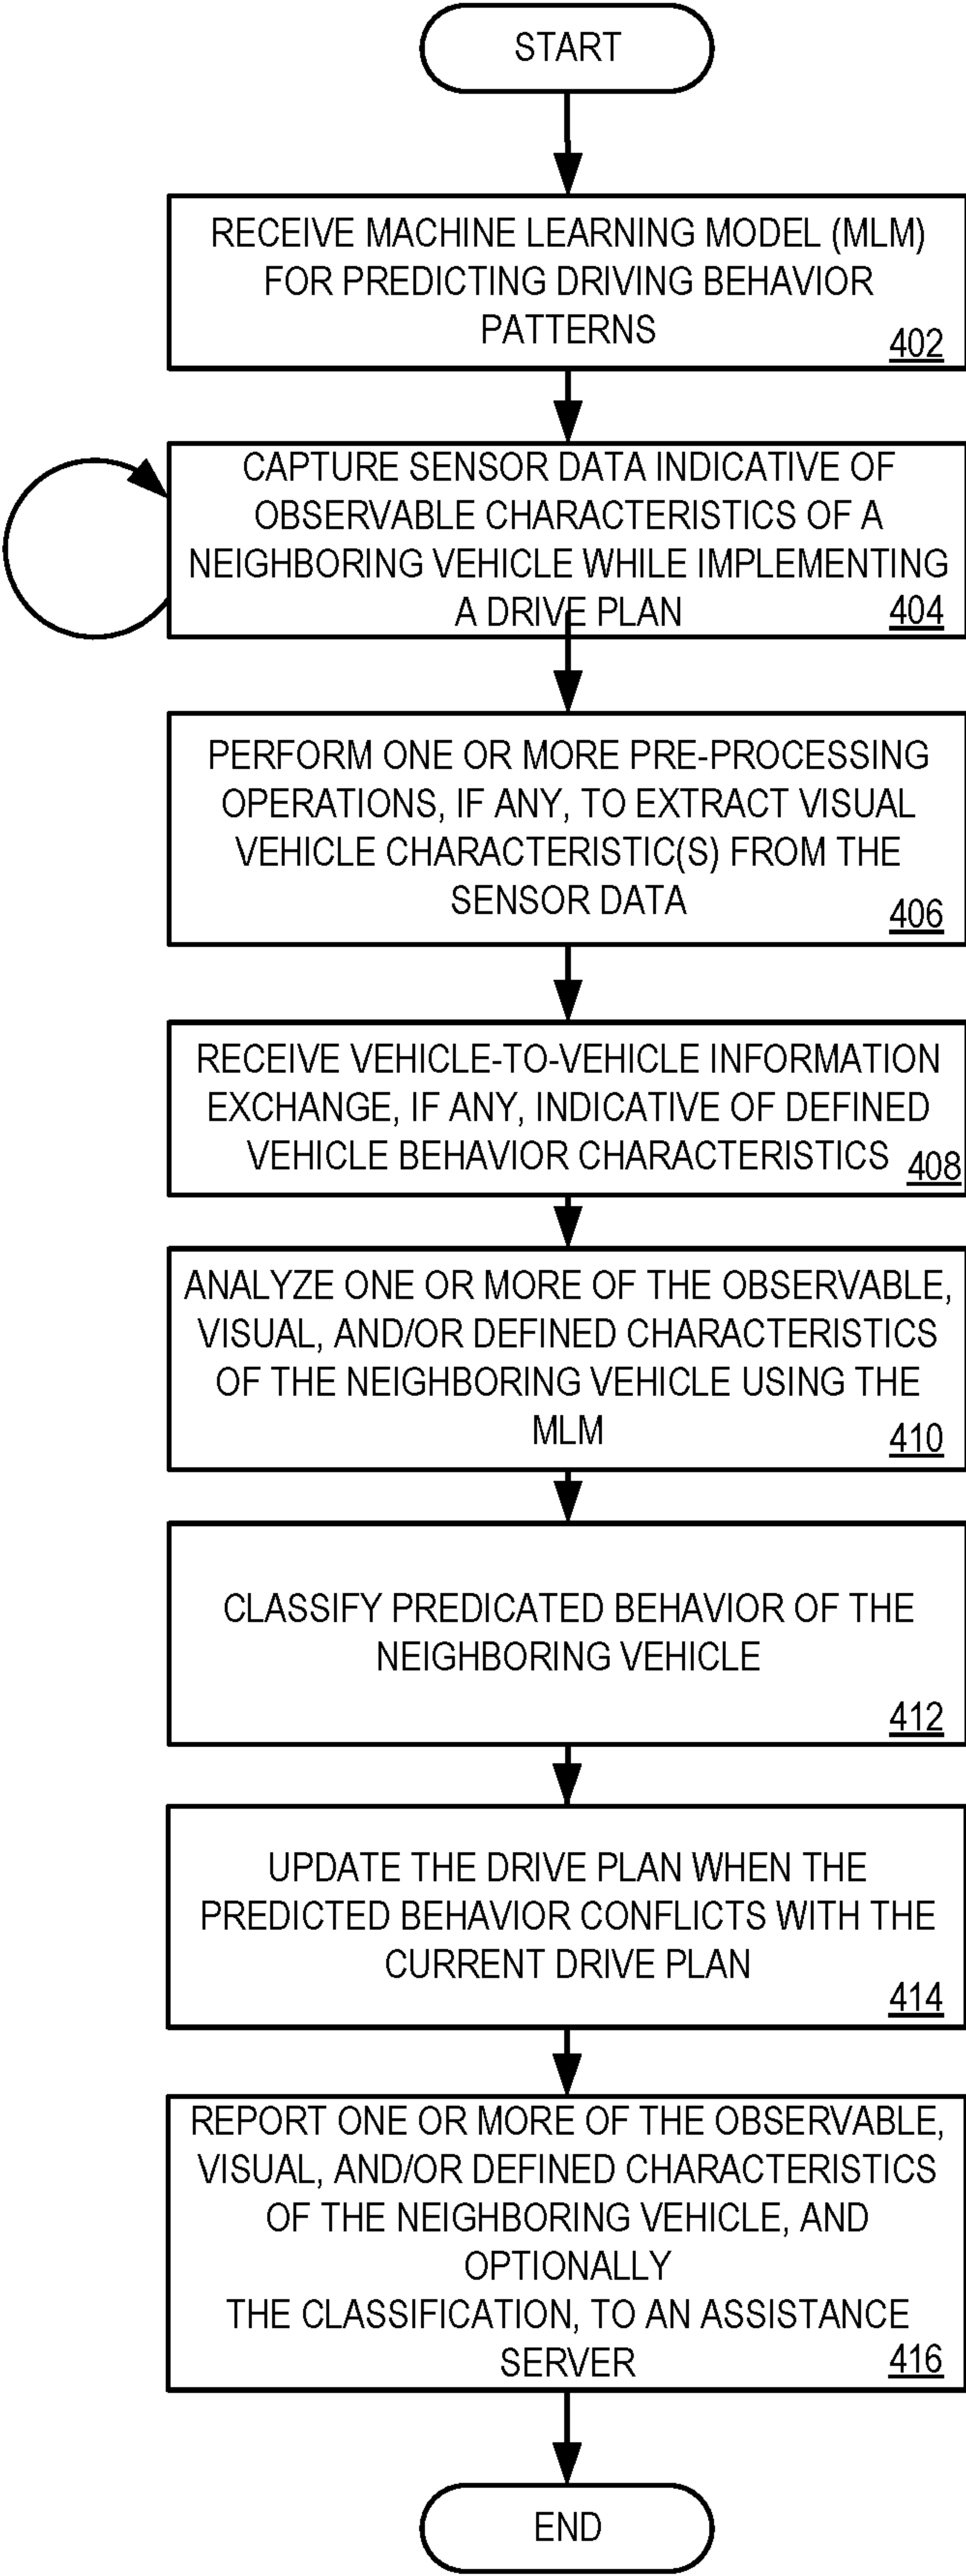 START
RECEIVE MACHINE LEARNING MODEL (MLM)
FOR PREDICTING DRIVING BEHAVIOR
PATTERNS
402
CAPTURE SENSOR DATA INDICATIVE OF
OBSERVABLE CHARACTERISTICS OF A
NEIGHBORING VEHICLE WHILE IMPLEMENTING
A DRIVE PLAN
404
PERFORM ONE OR MORE PRE-PROCESSING
OPERATIONS, IF ANY, TO EXTRACT VISUAL
VEHICLE CHARACTERISTIC(S) FROM THE
SENSOR DATA
406
RECEIVE VEHICLE-TO-VEHICLE INFORMATION
EXCHANGE, IF ANY, INDICATIVE OF DEFINED
VEHICLE BEHAVIOR CHARACTERISTICS
408
ANALYZE ONE OR MORE OF THE OBSERVABLE,
VISUAL, AND/OR DEFINED CHARACTERISTICS
OF THE NEIGHBORING VEHICLE USING THE
MLM
410
CLASSIFY PREDICATED BEHAVIOR OF THE
NEIGHBORING VEHICLE
412
UPDATE THE DRIVE PLAN WHEN THE
PREDICTED BEHAVIOR CONFLICTS WITH THE
CURRENT DRIVE PLAN
414
REPORT ONE OR MORE OF THE OBSERVABLE,
VISUAL, AND/OR DEFINED CHARACTERISTICS
OF THE NEIGHBORING VEHICLE, AND
OPTIONALLY
THE CLASSIFICATION, TO AN ASSISTANCE
SERVER
416
END